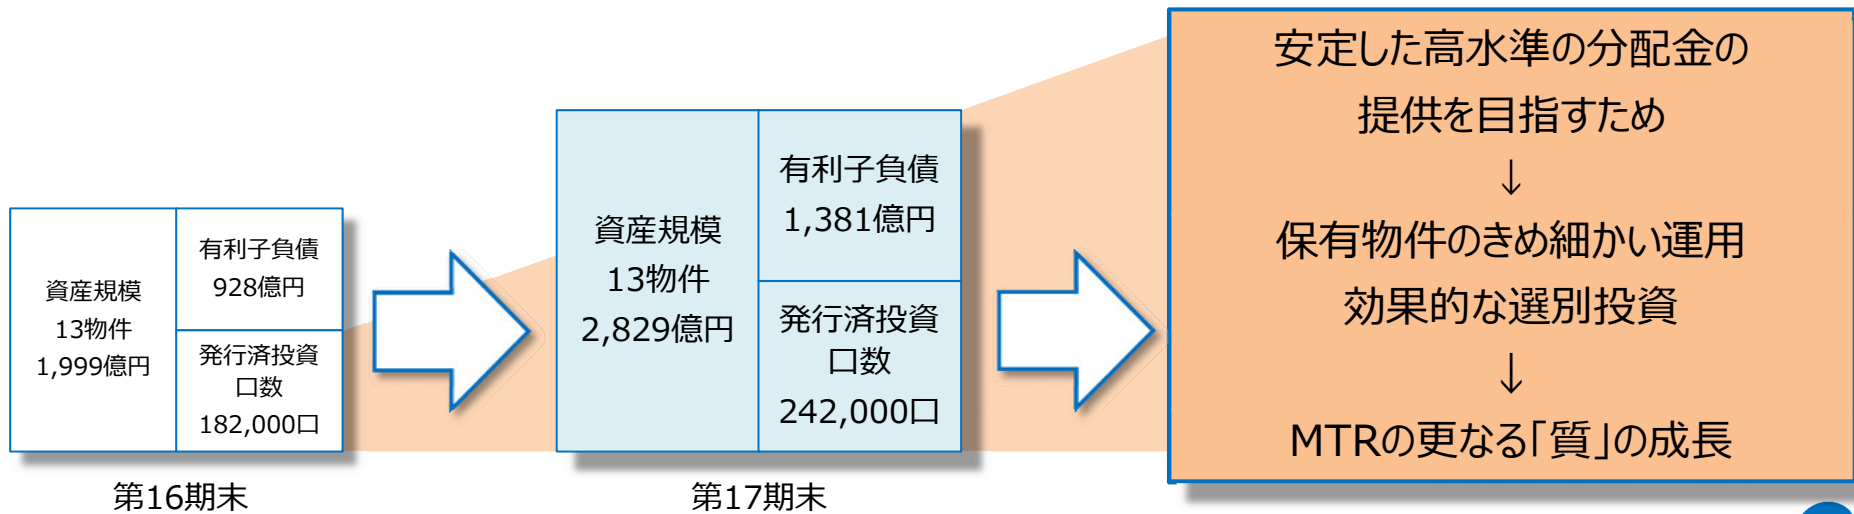 資産規模
13物件
1,999億円
有利子負債
928億円
発行済投資
口数
182,000口
第16期末
資産規模
13物件
2,829億円
有利子負債
1,381億円
発行済投資
口数
242,000口
第17期末
安定した高水準の分配金の
提供を目指すため
↓
保有物件のきめ細かい運用
効果的な選別投資
↓
MTRの更なる「質」の成長